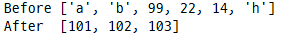 Before ['a', 'b', 99, 22, 14, 'h']
After  [101, 102, 103]